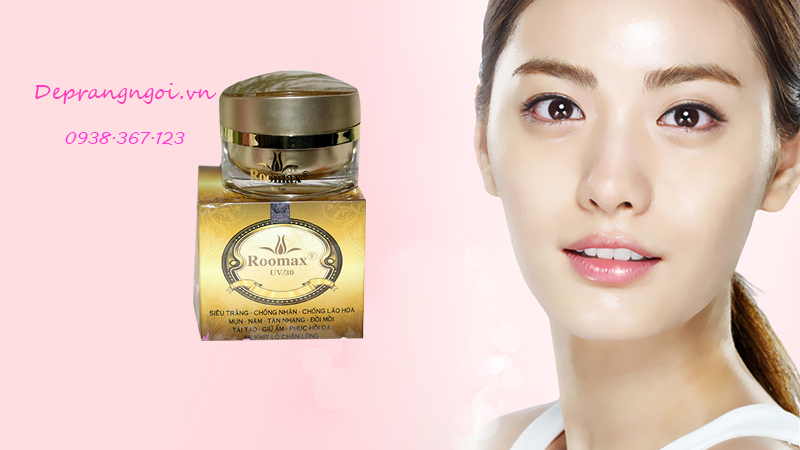 Deprangngoi.vn
0938·367·123
Roomax®
Roomax®
UV/30
SIÊU TRẮNG - CHỐNG NHĂN - CHỐNG LÃO HÓA
MỤN - NÁM - TÀN NHANG - ĐỒI MỒI
TÁI TẠO - GIỮ ẨM - PHỤC HỒI DA
KHÍT LỖ CHÂN LÔNG